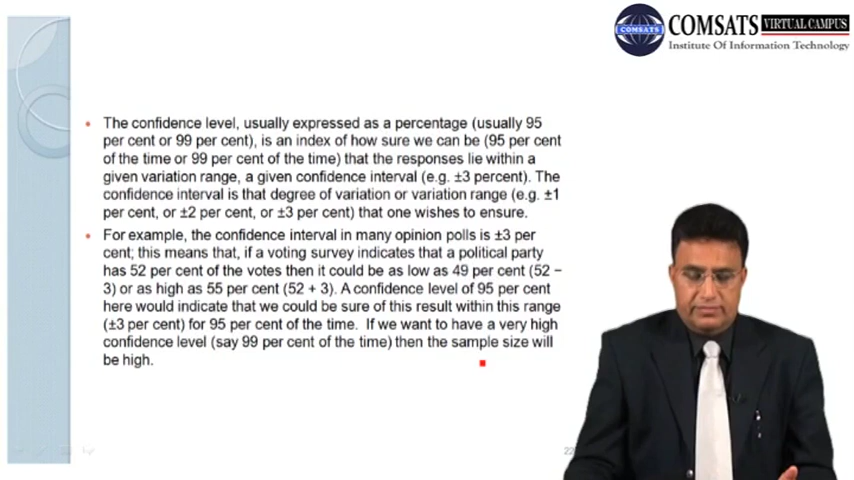 COMSATS VIRTUAL CAMPUS
COMSATS
Institute Of Information Technology
The confidence level, usually expressed as a percentage (usually 95
per cent or 99 per cent), is an index of how sure we can be (95 per cent
of the time or 99 per cent of the time) that the responses lie within a
given variation range, a given confidence interval (e.g. ±3 percent). The
confidence interval is that degree of variation or variation range (e.g. ±1
per cent, or ±2 per cent, or ±3 per cent) that one wishes to ensure.
For example, the confidence interval in many opinion polls is ±3 per
cent; this means that, if a voting survey indicates that a political party
has 52 per cent of the votes then it could be as low as 49 per cent (52 −
3) or as high as 55 per cent (52 + 3). A confidence level of 95 per cent
here would indicate that we could be sure of this result within this range
(±3 per cent) for 95 per cent of the time. If we want to have a very high
confidence level (say 99 per cent of the time) then the sample size will
be high.
22